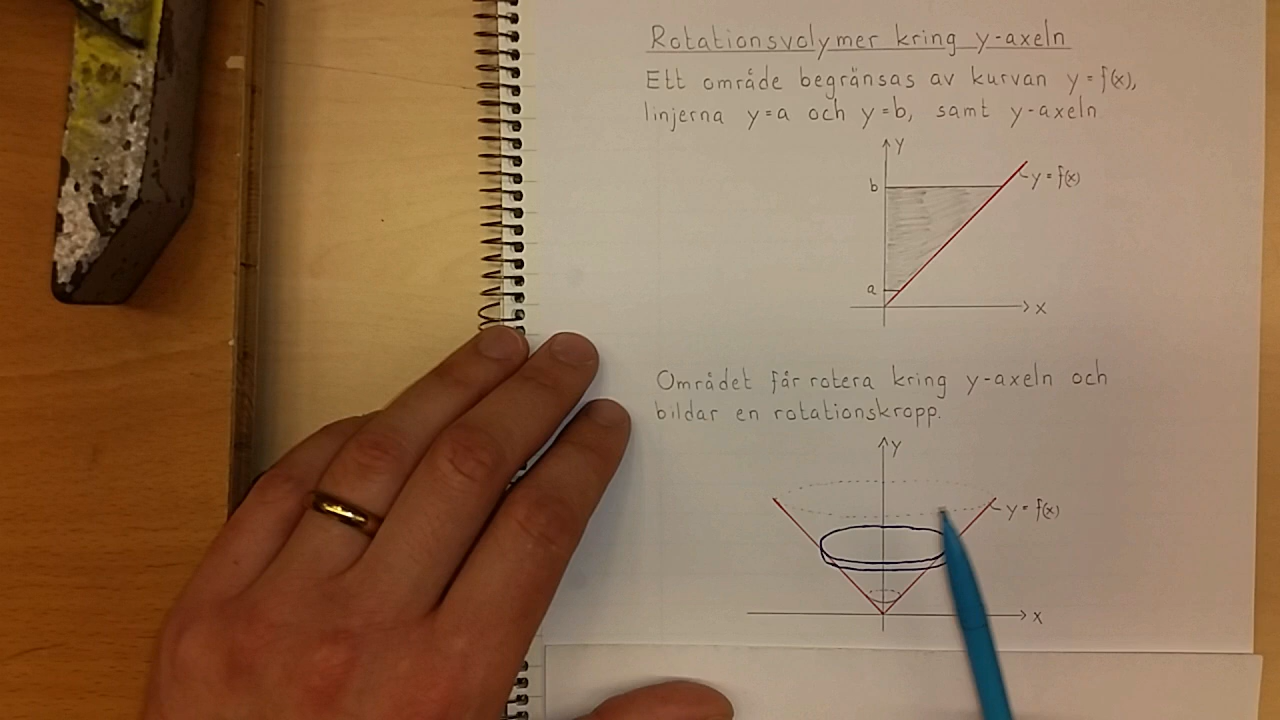 Rotationsvolymer kring y-axeln
Ett område begränsas av kurvan y = f(x),
linjerna y=a och y=b, samt y-axeln
y
b
y = f(x)
a
x
Området får rotera kring y-axeln och
bildar en rotationskropp.
y
y = f(x)
x